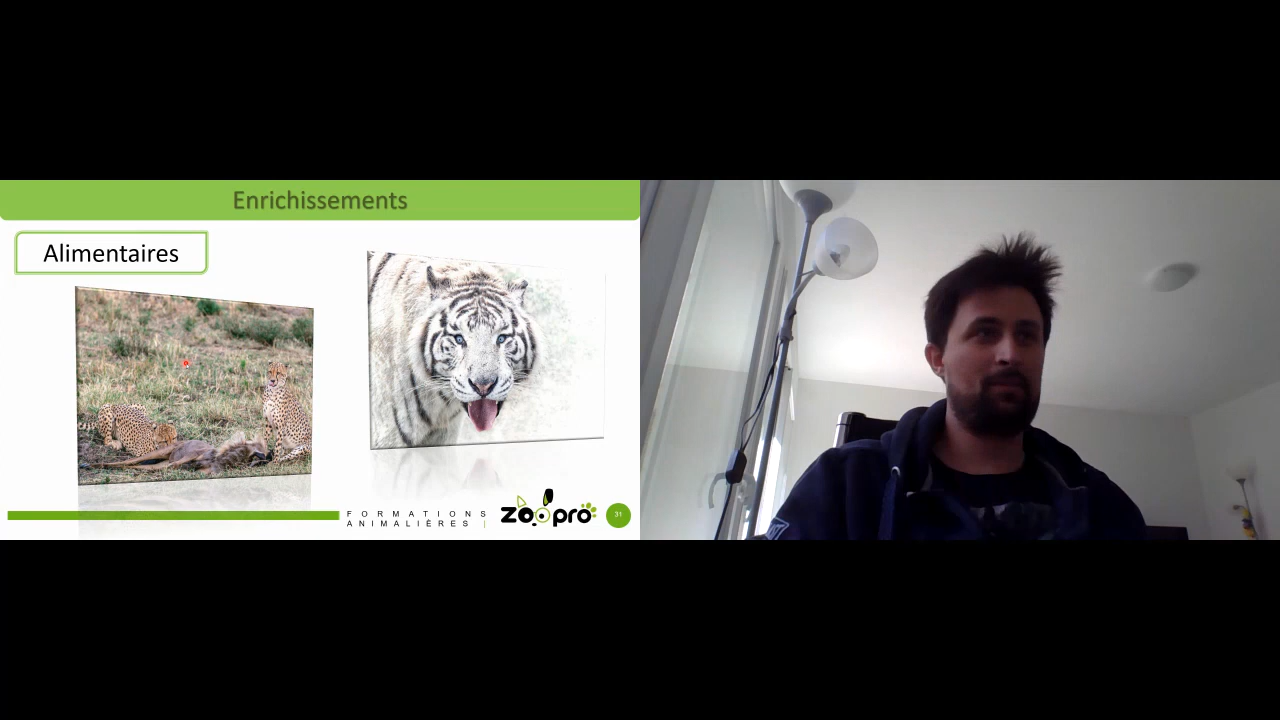 Enrichissements
Alimentaires
FORMATIONS
ANIMALIÈRES |
zoopro
31